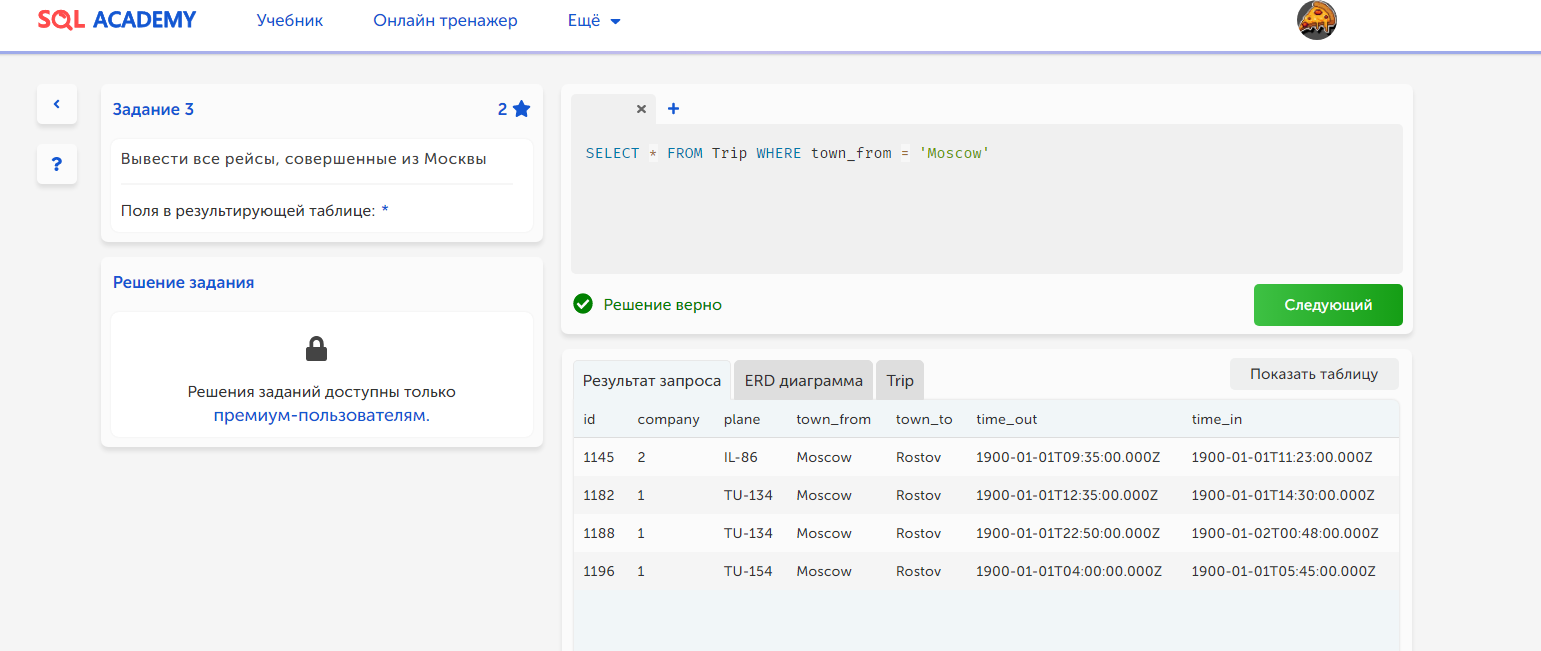 SQL ACADEMY
Учебник
Онлайн тренажер
Ещё
Задание 3
2
Вывести все рейсы, совершенные из Москвы
Поля в результирующей таблице: *
?
Решение задания
Решения заданий доступны только
премиум-пользователям.
SELECT * FROM Trip WHERE town_from = 'Moscow'
Решение верно
Следующий
Результат запроса
ERD диаграмма
Trip
Показать таблицу
id company plane town_from town_to time_out time_in
1145 2 IL-86 Moscow Rostov 1900-01-01T09:35:00.000Z 1900-01-01T11:23:00.000Z
1182 1 TU-134 Moscow Rostov 1900-01-01T12:35:00.000Z 1900-01-01T14:30:00.000Z
1188 1 TU-134 Moscow Rostov 1900-01-01T22:50:00.000Z 1900-01-02T00:48:00.000Z
1196 1 TU-154 Moscow Rostov 1900-01-01T04:00:00.000Z 1900-01-01T05:45:00.000Z